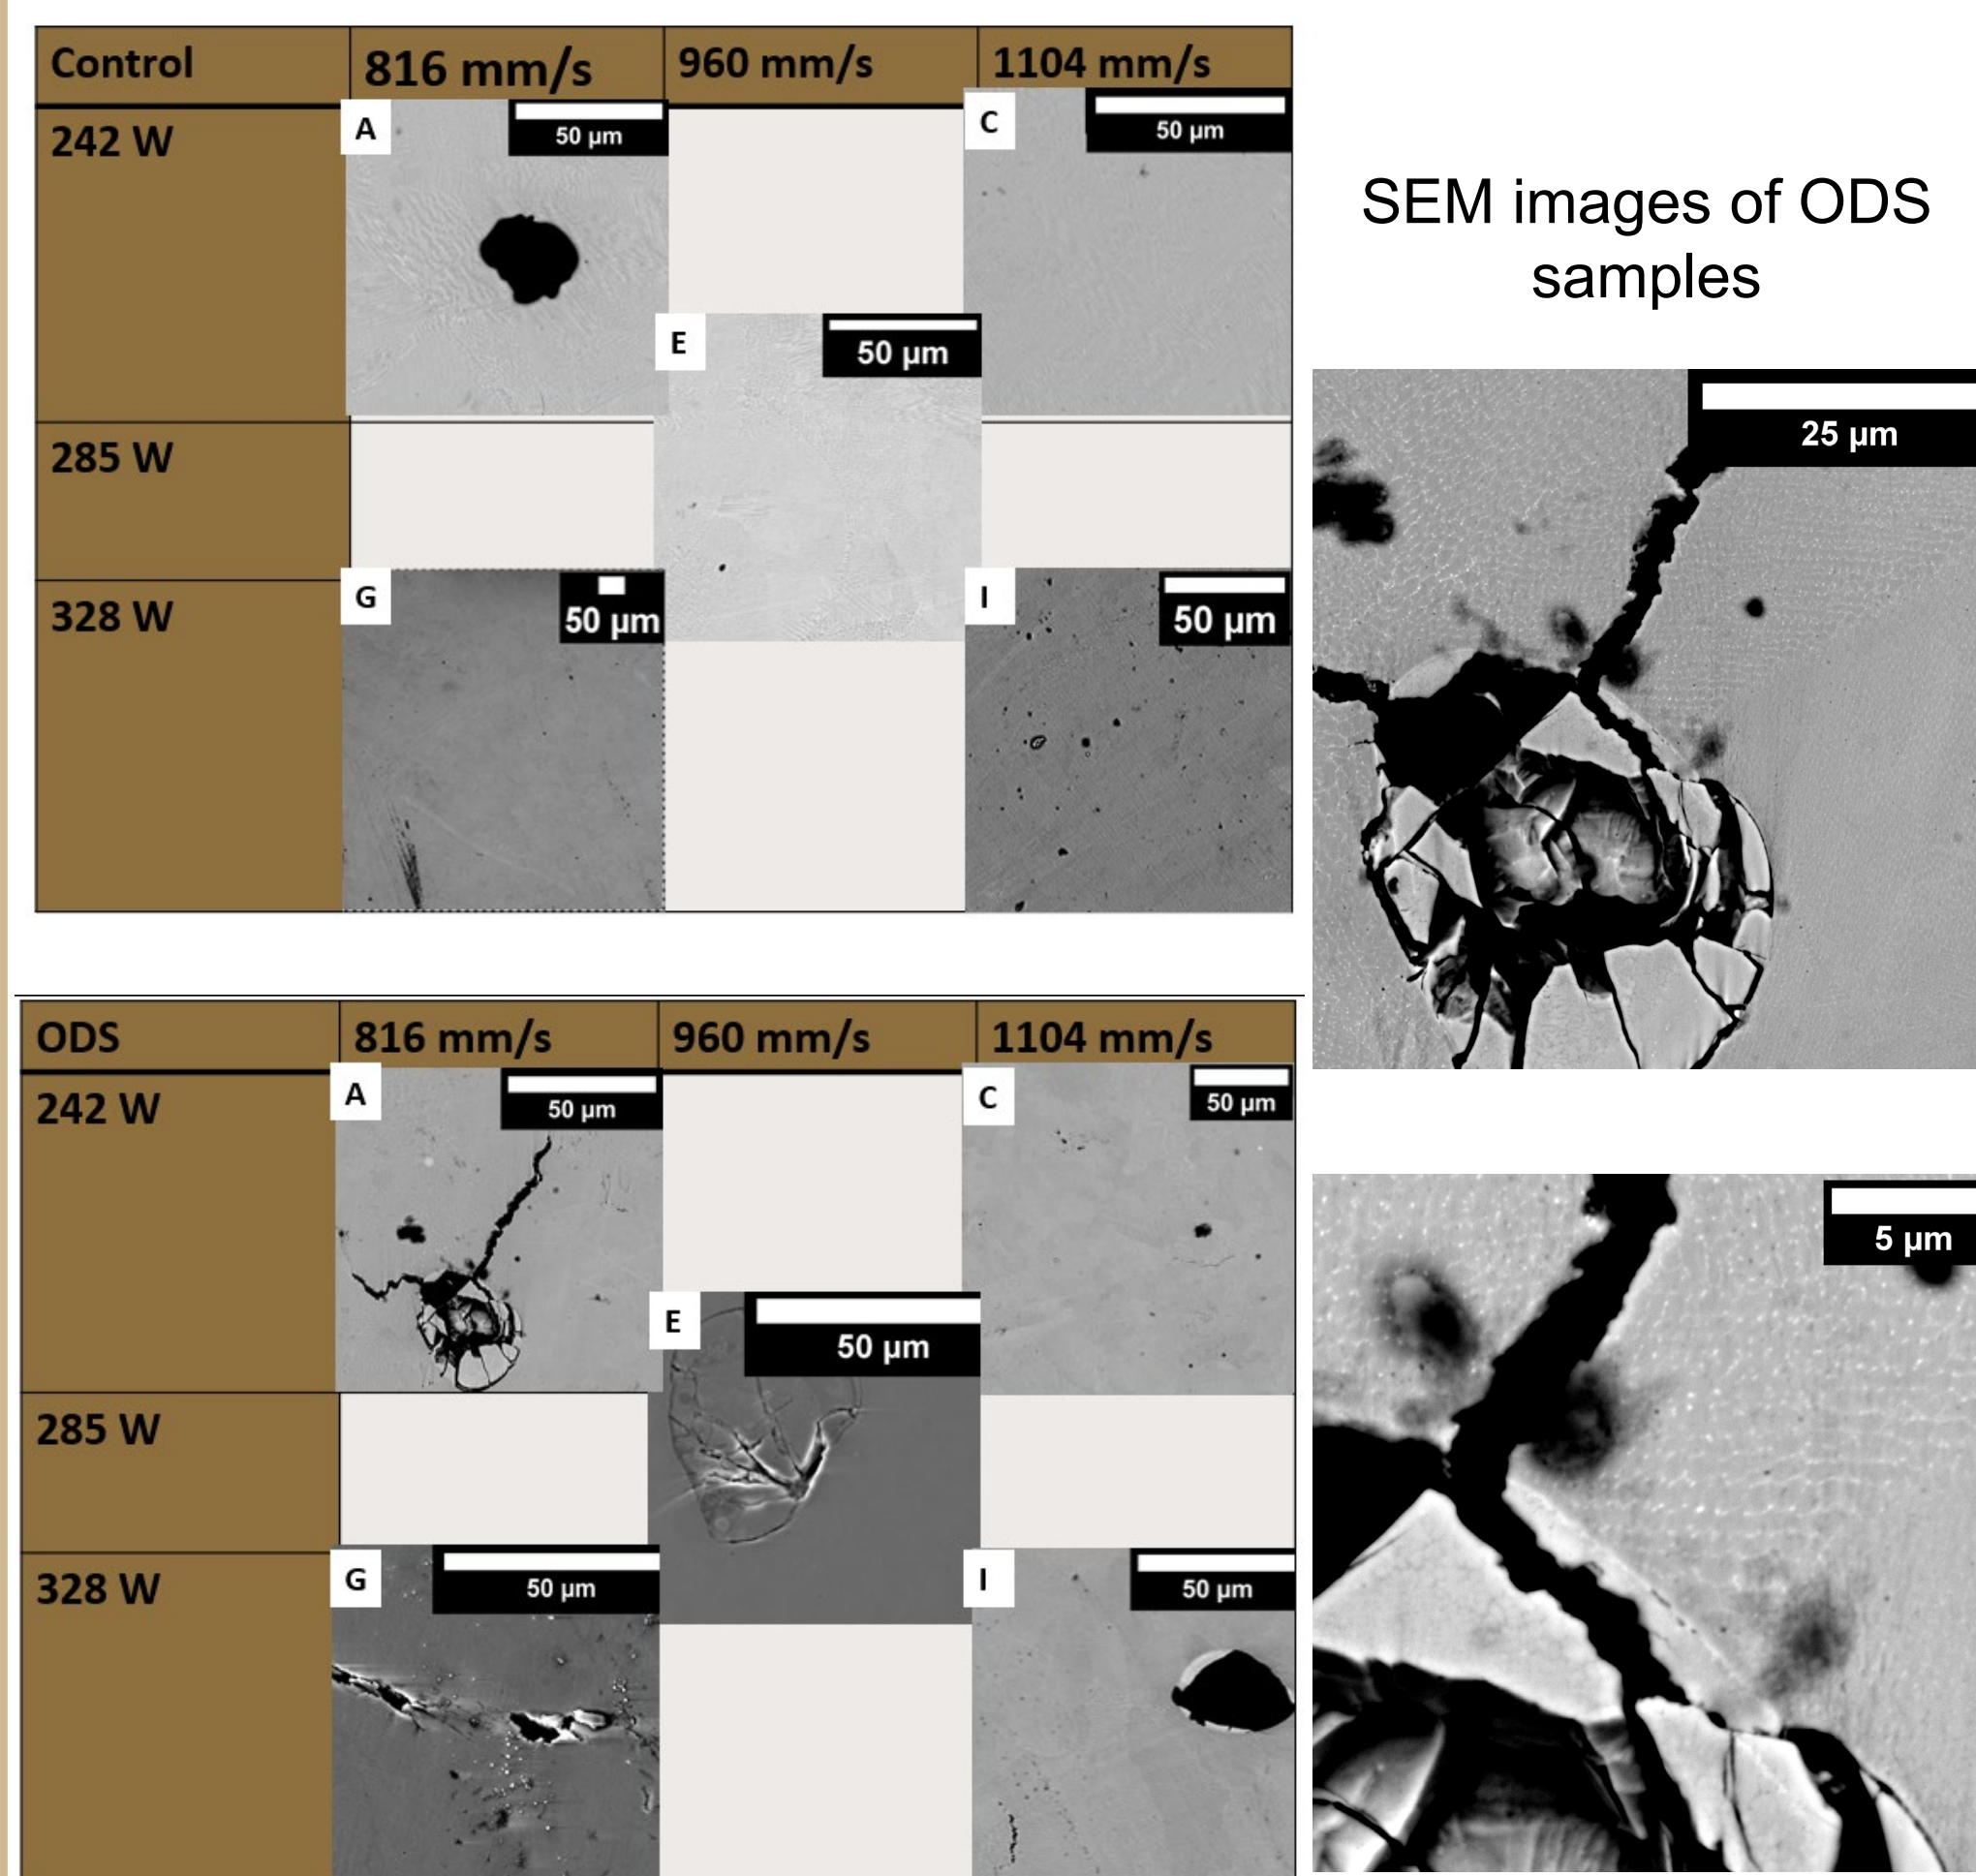 Control
816 mm/s
960 mm/s
1104 mm/s
242 W
A
50 µm
C
50 µm
E
50 µm
285 W
328 W
G
50 µm
I
50 µm
SEM images of ODS
samples
25 µm
5 µm
ODS
816 mm/s
960 mm/s
1104 mm/s
242 W
A
50 µm
C
50 µm
E
50 µm
285 W
328 W
G
50 µm
I
50 µm